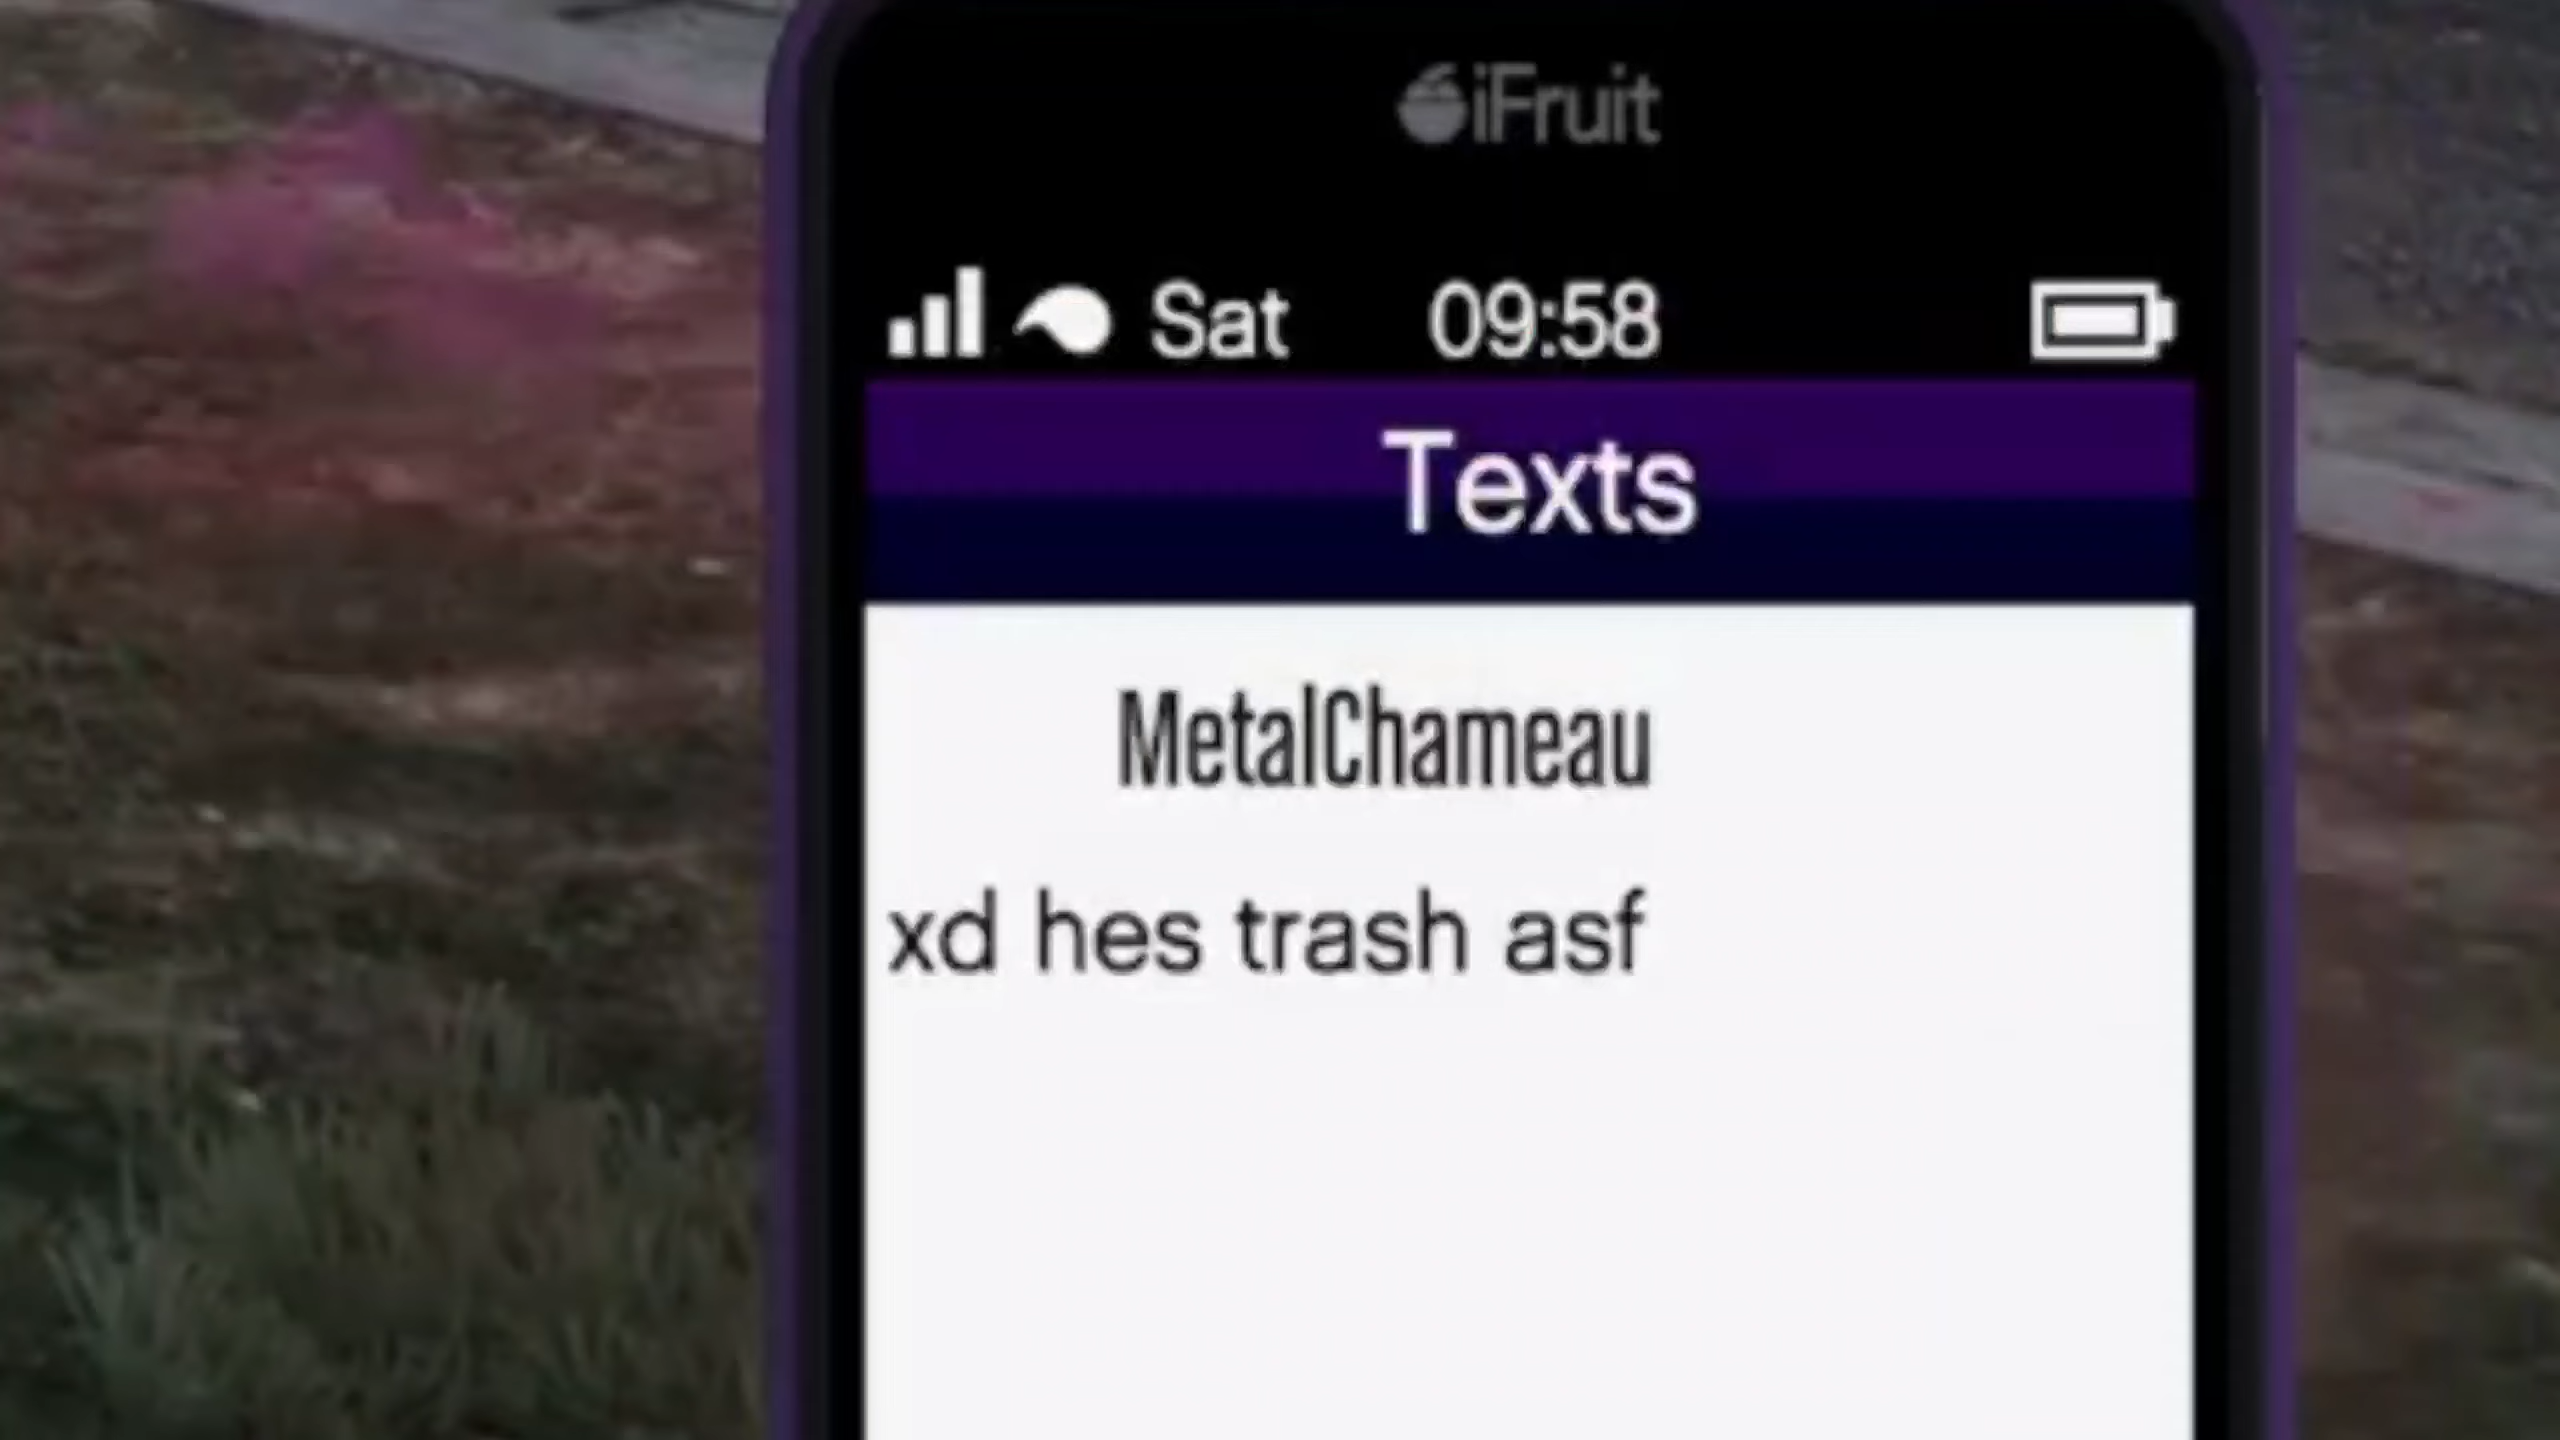 iFruit
Sat 09:58
Texts
MetalChameau
xd hes trash asf